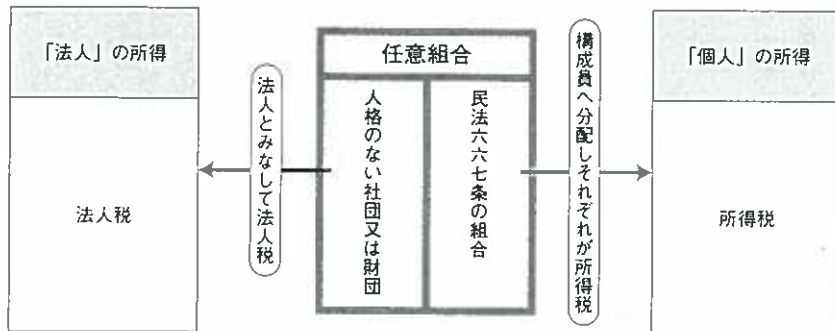 「法人」の所得
法人税
法人とみなして法人税
任意組合
人格のない社団又は財団
民法六六七条の組合
構成員へ分配しそれぞれが所得税
「個人」の所得
所得税